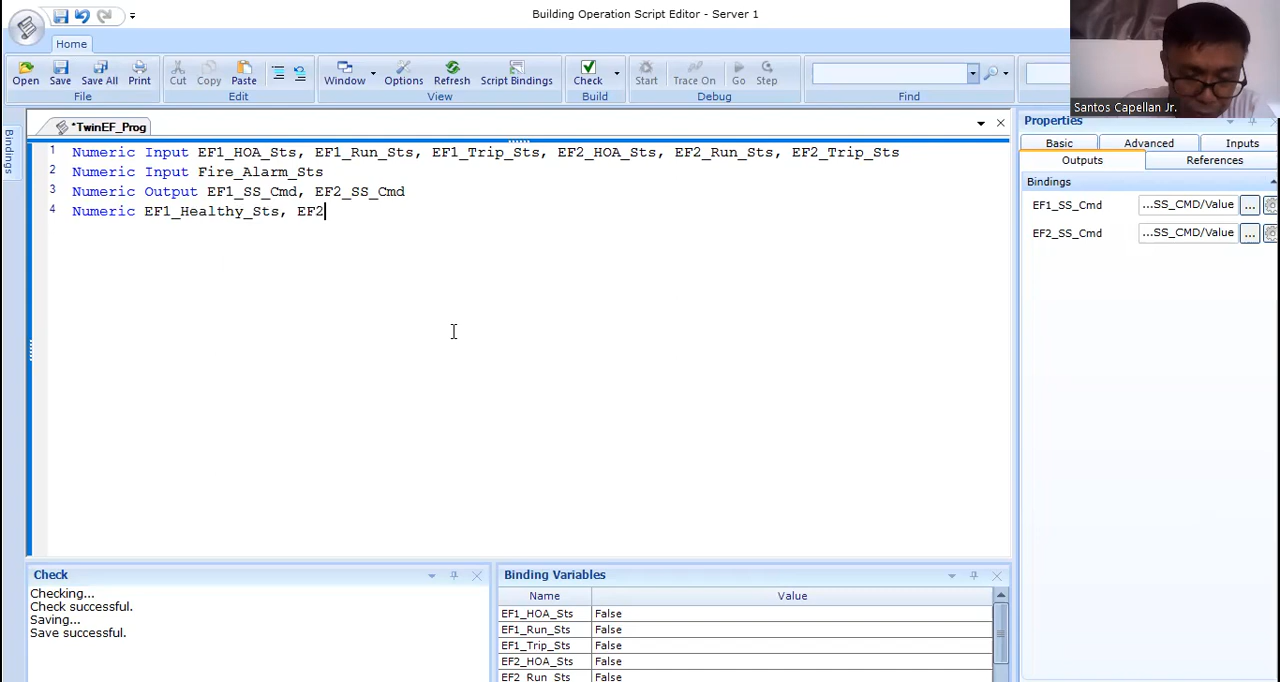 Building Operation Script Editor - Server 1
Home
Open Save Save All Print Cut Copy Paste Window Options Refresh Script Bindings Check Start Trace On Go Step
File Edit View Build Debug Find
Santos Capellan Jr.
Bindings
*TwinEF_Prog
1 Numeric Input EF1_HOA_Sts, EF1_Run_Sts, EF1_Trip_Sts, EF2_HOA_Sts, EF2_Run_Sts, EF2_Trip_Sts
2 Numeric Input Fire_Alarm_Sts
3 Numeric Output EF1_SS_Cmd, EF2_SS_Cmd
4 Numeric EF1_Healthy_Sts, EF2
Properties
Basic Advanced Inputs
Outputs References
Bindings
EF1_SS_Cmd ...SS_CMD/Value ...
EF2_SS_Cmd ...SS_CMD/Value ...
Check
Checking...
Check successful.
Saving...
Save successful.
Binding Variables
Name Value
EF1_HOA_Sts False
EF1_Run_Sts False
EF1_Trip_Sts False
EF2_HOA_Sts False
EF2_Run_Sts False